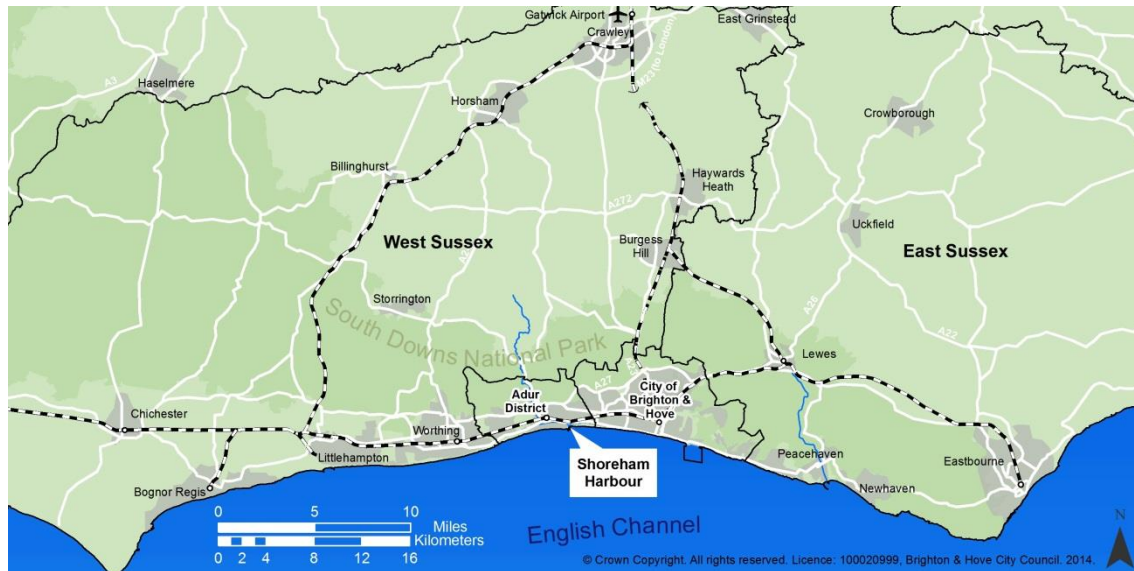 Gatwick Airport
East Grinstead
Crawley
A23 (to London)
A3
Haselmere
Horsham
Crowborough
Billinghurst
Haywards
Heath
A272
Uckfield
West Sussex
Burgess
Hill
East Sussex
Storrington
A26
A22
South Downs National Park
Lewes
A27
Adur
District
City of
Brighton &
Hove
Chichester
Worthing
Littlehampton
Shoreham
Harbour
Peacehaven
Eastbourne
Bognor Regis
Newhaven
0 5 10
Miles
Kilometers
0 2 4 8 12 16
English Channel
N
© Crown Copyright. All rights reserved. Licence: 100020999, Brighton & Hove City Council. 2014.